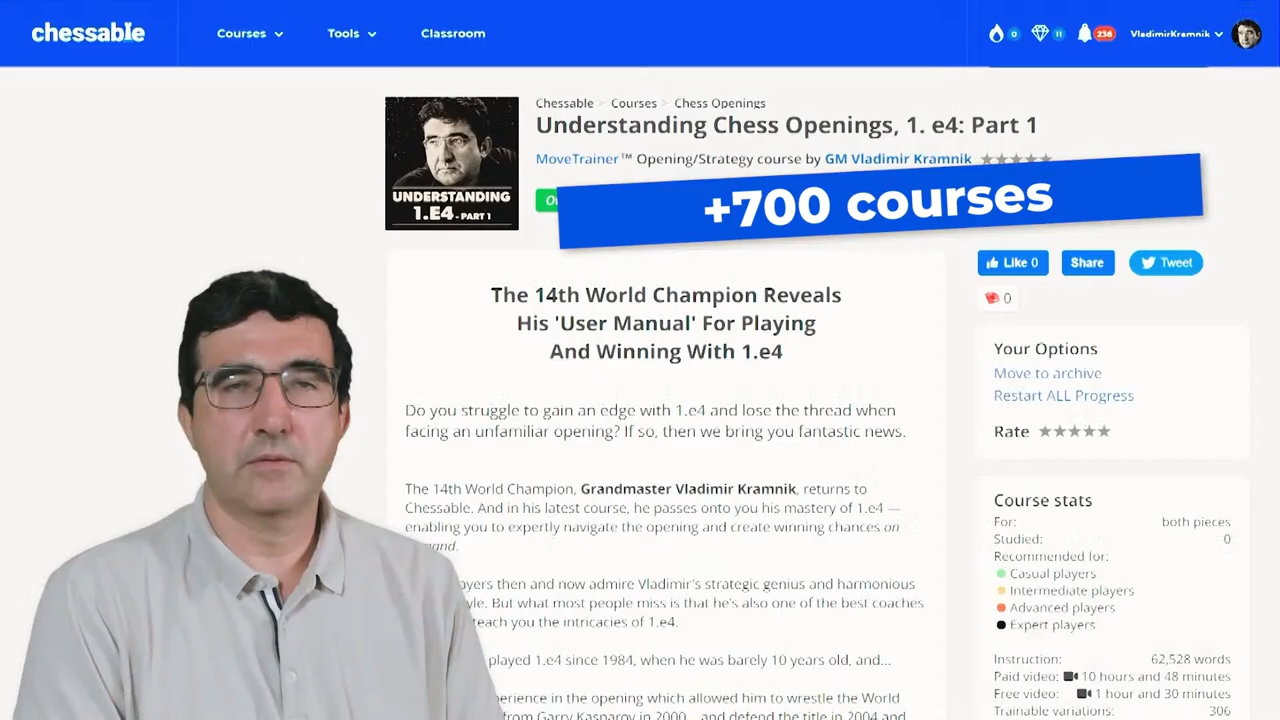 chessable
Courses
Tools
Classroom
0
11
236
VladimirKramnik
UNDERSTANDING
1.E4 - PART 1
Chessable > Courses > Chess Openings
Understanding Chess Openings, 1. e4: Part 1
MoveTrainer™ Opening/Strategy course by GM Vladimir Kramnik
+700 courses
The 14th World Champion Reveals
His 'User Manual' For Playing
And Winning With 1.e4
Do you struggle to gain an edge with 1.e4 and lose the thread when
facing an unfamiliar opening? If so, then we bring you fantastic news.
The 14th World Champion, Grandmaster Vladimir Kramnik, returns to
Chessable. And in his latest course, he passes onto you his mastery of 1.e4 —
enabling you to expertly navigate the opening and create winning chances on
then and now admire Vladimir's strategic genius and harmonious
But what most people miss is that he's also one of the best coaches
teach you the intricacies of 1.e4.
played 1.e4 since 1984, when he was barely 10 years old, and...
in the opening which allowed him to wrestle the World
from Garry Kasparov in 2000... and defend the title in 2004 and
Like 0
Share
Tweet
0
Your Options
Move to archive
Restart ALL Progress
Rate
Course stats
For: both pieces
Studied: 0
Recommended for:
Casual players
Intermediate players
Advanced players
Expert players
Instruction: 62,528 words
Paid video: 10 hours and 48 minutes
Free video: 1 hour and 30 minutes
Trainable variations: 306